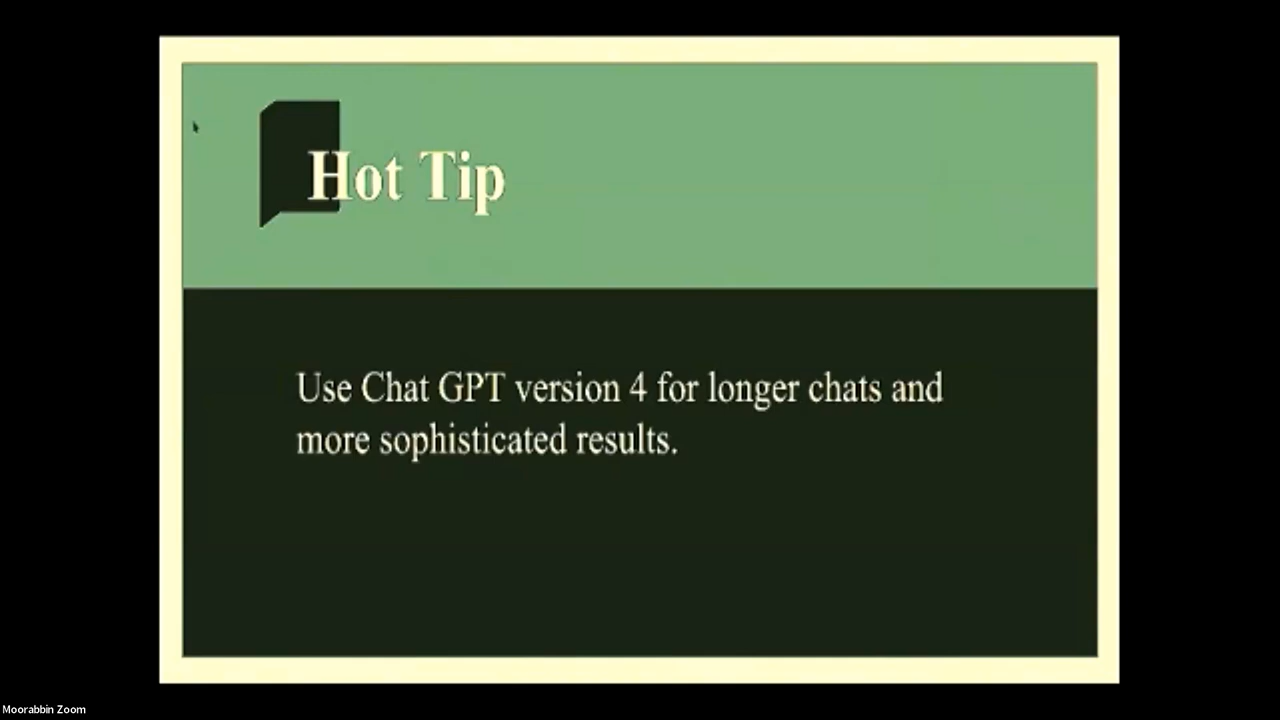 Hot Tip
Use Chat GPT version 4 for longer chats and
more sophisticated results.
Moorabbin Zoom